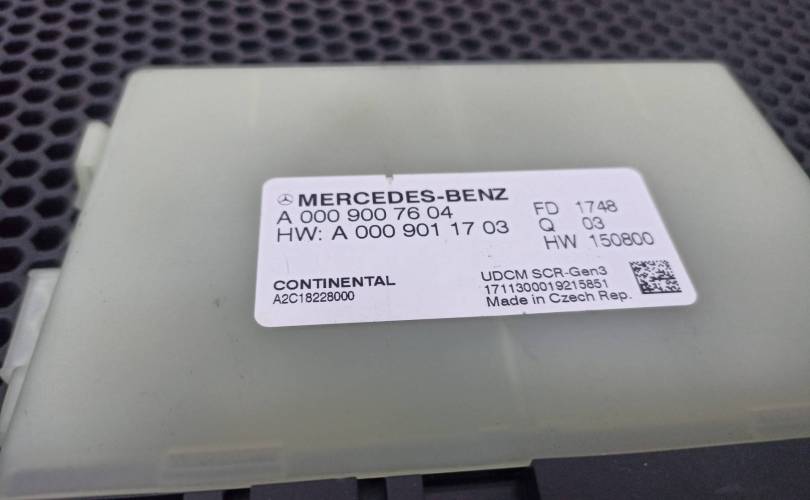 MERCEDES-BENZ
A 000 900 76 04
HW: A 000 901 17 03
FD 1748
Q 03
HW 150800
CONTINENTAL
A2C18228000
UDCM SCR-Gen3
1711300019215851
Made in Czech Rep.